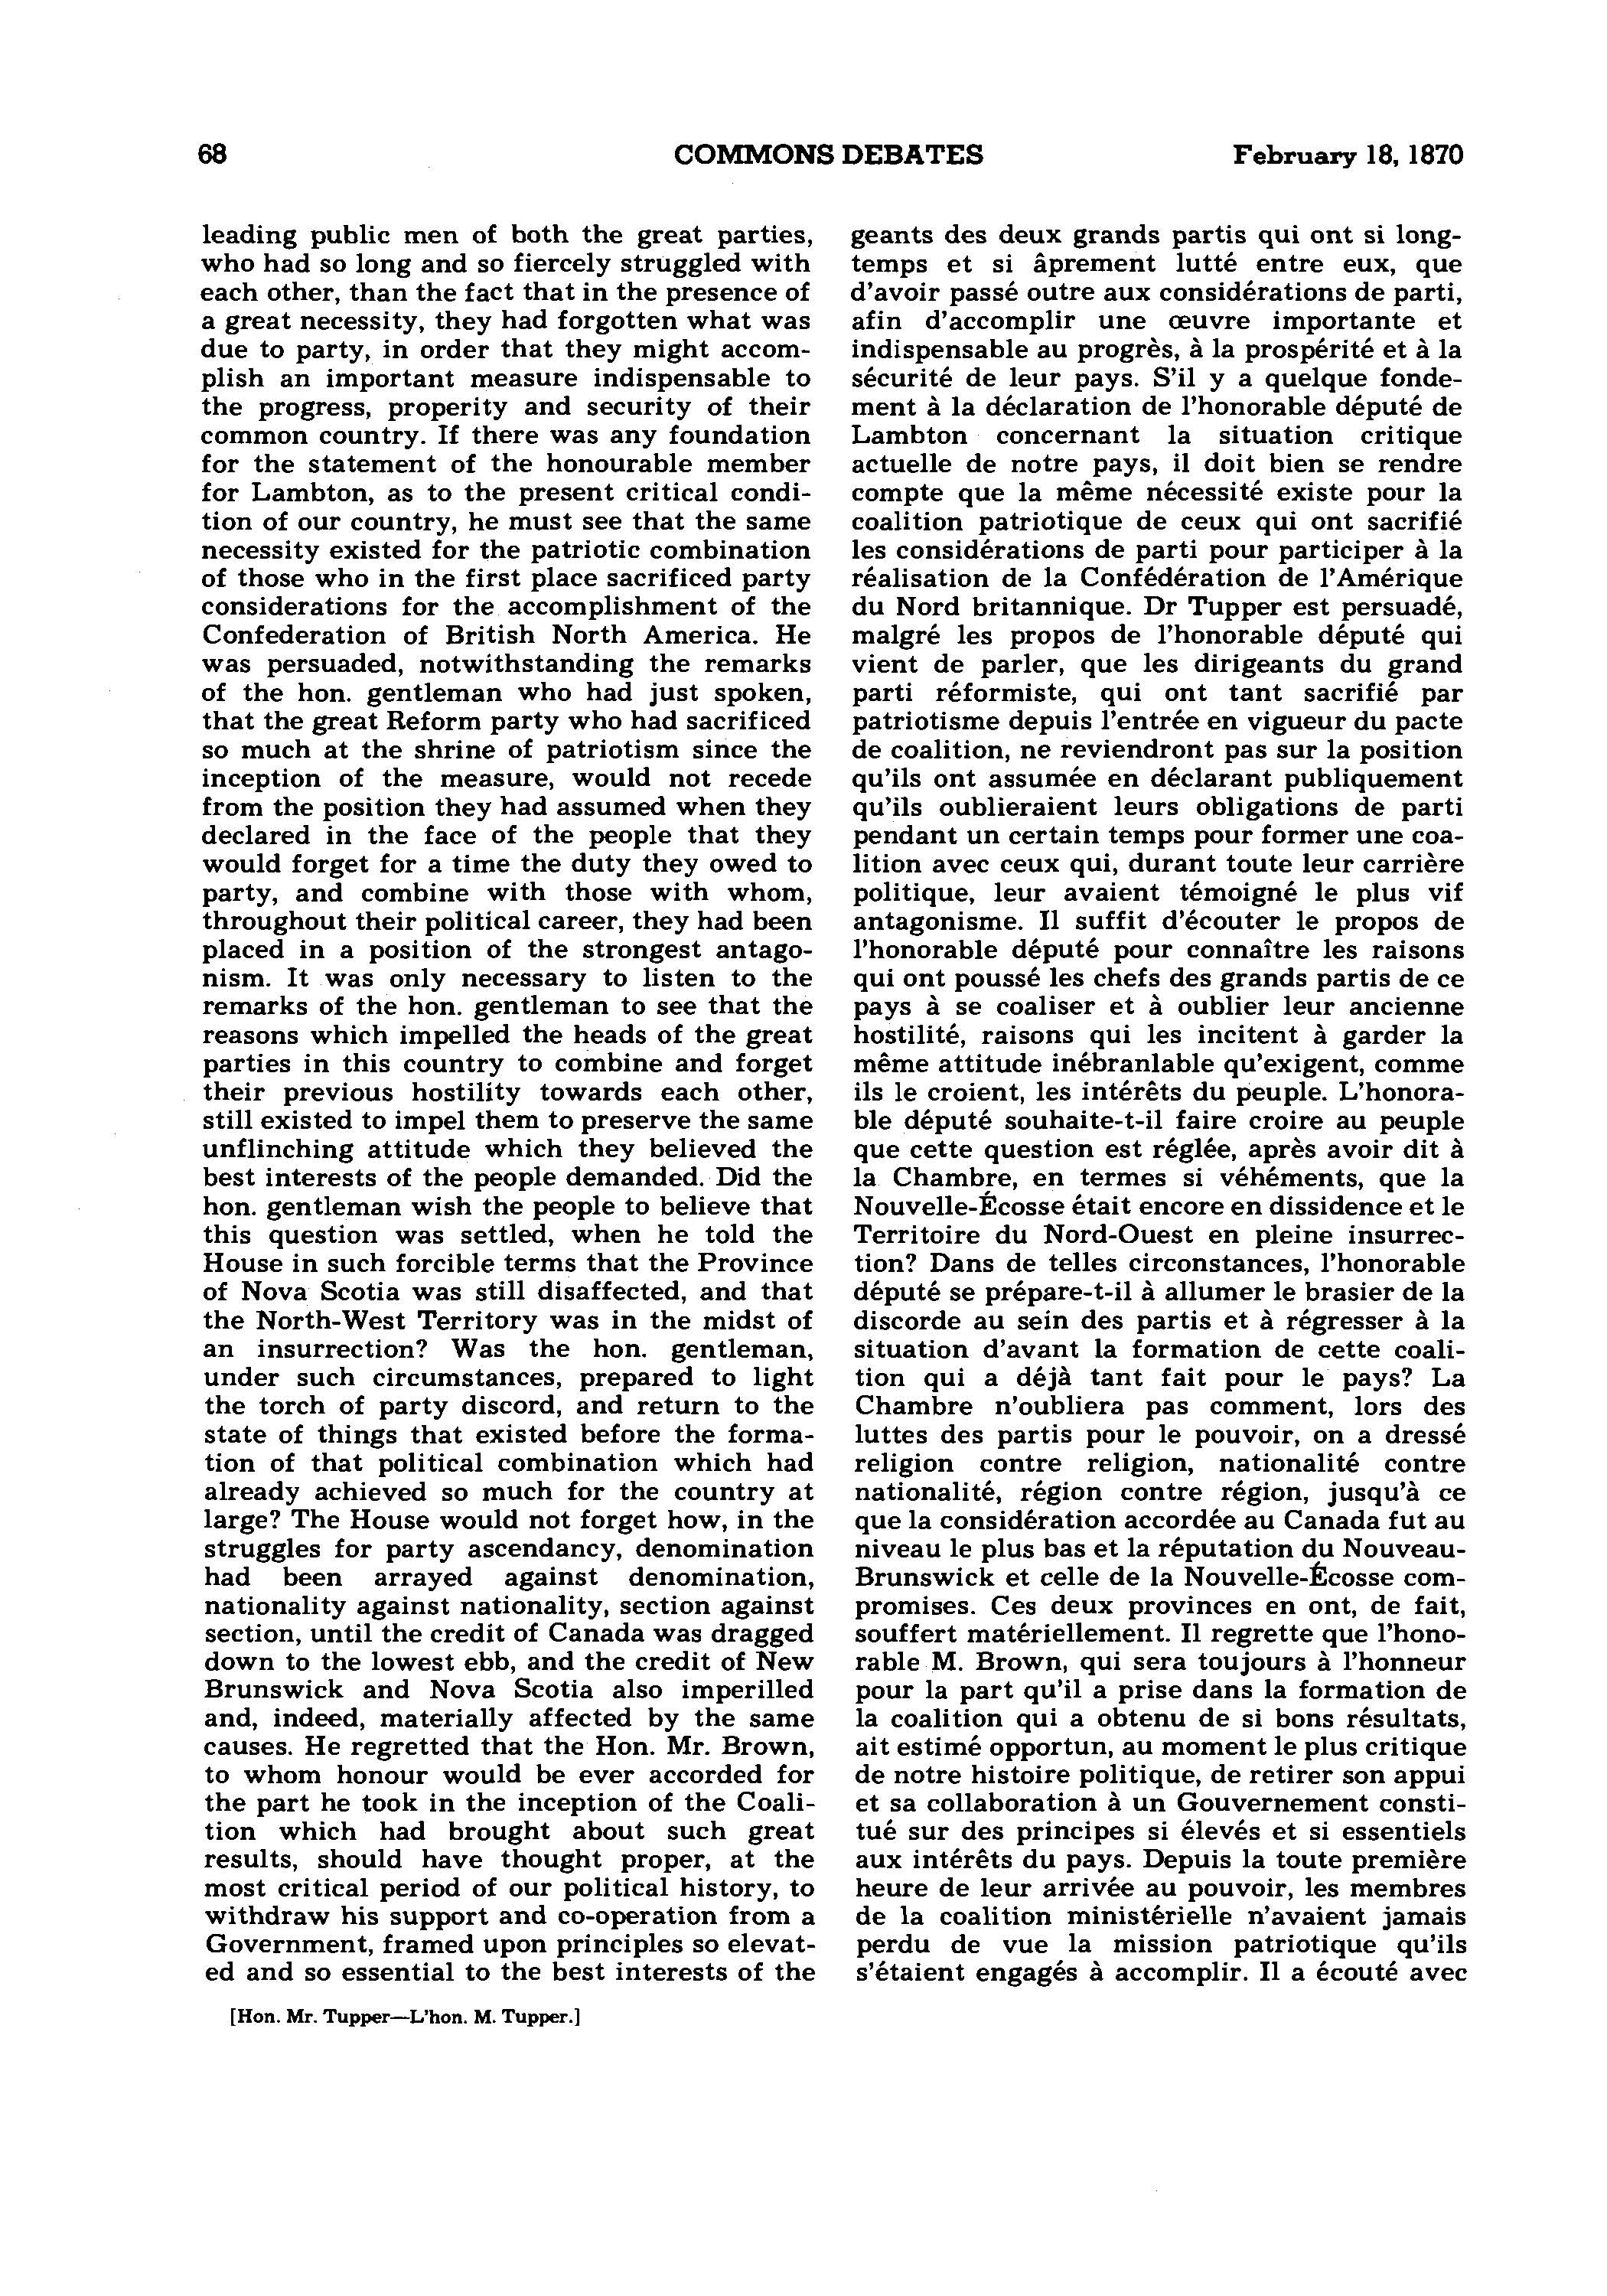 68 COMMONS DEBATES February 18, 1870
leading public men of both the great parties,
who had so long and so fiercely struggled with
each other, than the fact that in the presence of
a great necessity, they had forgotten what was
due to party, in order that they might accom-
plish an important measure indispensable to
the progress, properity and security of their
common country. If there was any foundation
for the statement of the honourable member
for Lambton, as to the present critical condi-
tion of our country, he must see that the same
necessity existed for the patriotic combination
of those who in the first place sacrificed party
considerations for the accomplishment of the
Confederation of British North America. He
was persuaded, notwithstanding the remarks
of the hon. gentleman who had just spoken,
that the great Reform party who had sacrificed
so much at the shrine of patriotism since the
inception of the measure, would not recede
from the position they had assumed when they
declared in the face of the people that they
would forget for a time the duty they owed to
party, and combine with those with whom,
throughout their political career, they had been
placed in a position of the strongest antago-
nism. It was only necessary to listen to the
remarks of the hon. gentleman to see that the
reasons which impelled the heads of the great
parties in this country to combine and forget
their previous hostility towards each other,
still existed to impel them to preserve the same
unflinching attitude which they believed the
best interests of the people demanded. Did the
hon. gentleman wish the people to believe that
this question was settled, when he told the
House in such forcible terms that the Province
of Nova Scotia was still disaffected, and that
the North-West Territory was in the midst of
an insurrection? Was the hon. gentleman,
under such circumstances, prepared to light
the torch of party discord, and return to the
state of things that existed before the forma-
tion of that political combination which had
already achieved so much for the country at
large? The House would not forget how, in the
struggles for party ascendancy, denomination
had been arrayed against denomination,
nationality against nationality, section against
section, until the credit of Canada was dragged
down to the lowest ebb, and the credit of New
Brunswick and Nova Scotia also imperilled
and, indeed, materially affected by the same
causes. He regretted that the Hon. Mr. Brown,
to whom honour would be ever accorded for
the part he took in the inception of the Coali-
tion which had brought about such great
results, should have thought proper, at the
most critical period of our political history, to
withdraw his support and co-operation from a
Government, framed upon principles so elevat-
ed and so essential to the best interests of the
geants des deux grands partis qui ont si long-
temps et si âprement lutté entre eux, que
d'avoir passé outre aux considérations de parti,
afin d'accomplir une œuvre importante et
indispensable au progrès, à la prospérité et à la
sécurité de leur pays. S'il y a quelque fonde-
ment à la déclaration de l'honorable député de
Lambton concernant la situation critique
actuelle de notre pays, il doit bien se rendre
compte que la même nécessité existe pour la
coalition patriotique de ceux qui ont sacrifié
les considérations de parti pour participer à la
réalisation de la Confédération de l'Amérique
du Nord britannique. Dr Tupper est persuadé,
malgré les propos de l'honorable député qui
vient de parler, que les dirigeants du grand
parti réformiste, qui ont tant sacrifié par
patriotisme depuis l'entrée en vigueur du pacte
de coalition, ne reviendront pas sur la position
qu'ils ont assumée en déclarant publiquement
qu'ils oublieraient leurs obligations de parti
pendant un certain temps pour former une coa-
lition avec ceux qui, durant toute leur carrière
politique, leur avaient témoigné le plus vif
antagonisme. Il suffit d'écouter le propos de
l'honorable député pour connaître les raisons
qui ont poussé les chefs des grands partis de ce
pays à se coaliser et à oublier leur ancienne
hostilité, raisons qui les incitent à garder la
même attitude inébranlable qu'exigent, comme
ils le croient, les intérêts du peuple. L'honora-
ble député souhaite-t-il faire croire au peuple
que cette question est réglée, après avoir dit à
la Chambre, en termes si véhéments, que la
Nouvelle-Écosse était encore en dissidence et le
Territoire du Nord-Ouest en pleine insurrec-
tion? Dans de telles circonstances, l'honorable
député se prépare-t-il à allumer le brasier de la
discorde au sein des partis et à régresser à la
situation d'avant la formation de cette coali-
tion qui a déjà tant fait pour le pays? La
Chambre n'oubliera pas comment, lors des
luttes des partis pour le pouvoir, on a dressé
religion contre religion, nationalité contre
nationalité, région contre région, jusqu'à ce
que la considération accordée au Canada fut au
niveau le plus bas et la réputation du Nouveau-
Brunswick et celle de la Nouvelle-Écosse com-
promises. Ces deux provinces en ont, de fait,
souffert matériellement. Il regrette que l'hono-
rable M. Brown, qui sera toujours à l'honneur
pour la part qu'il a prise dans la formation de
la coalition qui a obtenu de si bons résultats,
ait estimé opportun, au moment le plus critique
de notre histoire politique, de retirer son appui
et sa collaboration à un Gouvernement consti-
tué sur des principes si élevés et si essentiels
aux intérêts du pays. Depuis la toute première
heure de leur arrivée au pouvoir, les membres
de la coalition ministérielle n'avaient jamais
perdu de vue la mission patriotique qu'ils
s'étaient engagés à accomplir. Il a écouté avec
[Hon. Mr. Tupper—L'hon. M. Tupper.]